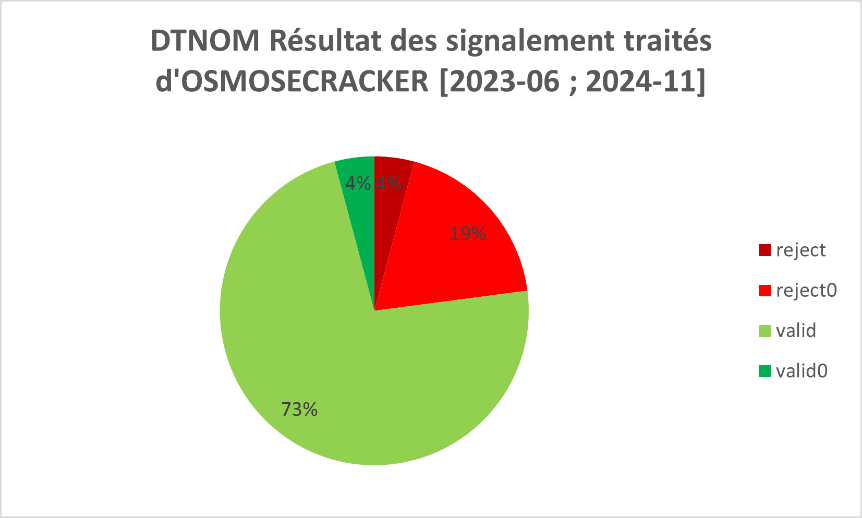 DTNOM Résultat des signalement traités
d'OSMOSECRACKER [2023-06 ; 2024-11]
4%
4%
19%
73%
reject
reject0
valid
valid0